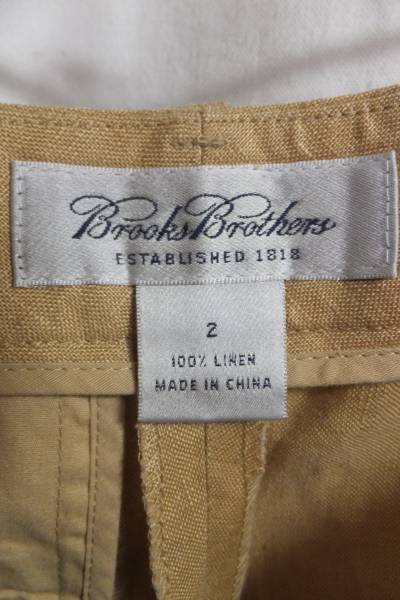 Brooks Brothers
ESTABLISHED 1818
2
100% LINEN
MADE IN CHINA